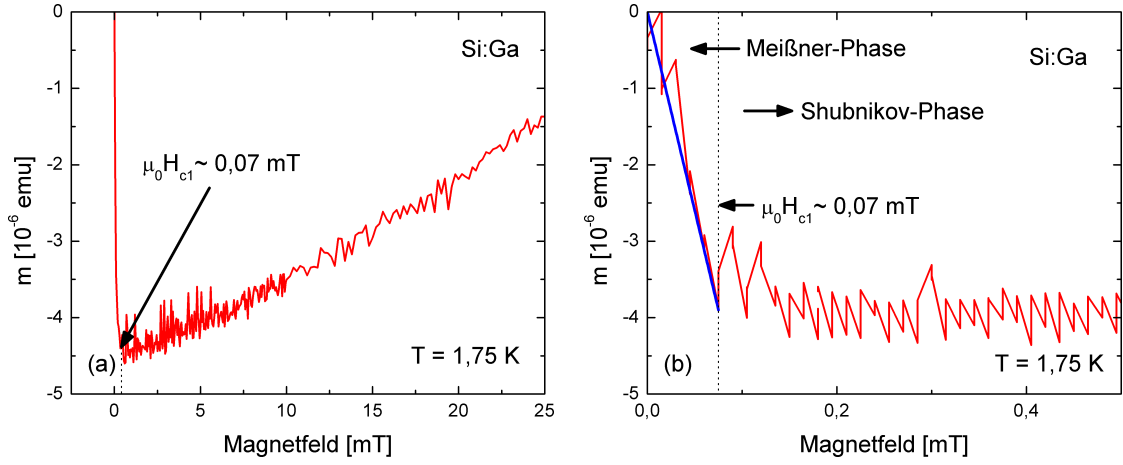 0
-1
-2
-3
-4
-5
m [10⁻⁶ emu]
Si:Ga
μ₀H_c1~ 0,07 mT
(a)
T = 1,75 K
0 5 10 15 20 25
Magnetfeld [mT]
0
-1
-2
-3
-4
-5
m [10⁻⁶ emu]
Meißner-Phase
Si:Ga
Shubnikov-Phase
μ₀H_c1~ 0,07 mT
(b)
T = 1,75 K
0,0 0,2 0,4
Magnetfeld [mT]